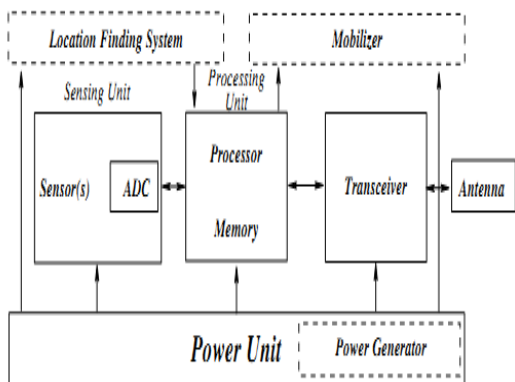 Location Finding System
Mobilizer
Sensing Unit
Processing
Unit
Sensor(s)
ADC
Processor
Memory
Transceiver
Antenna
Power Unit
Power Generator